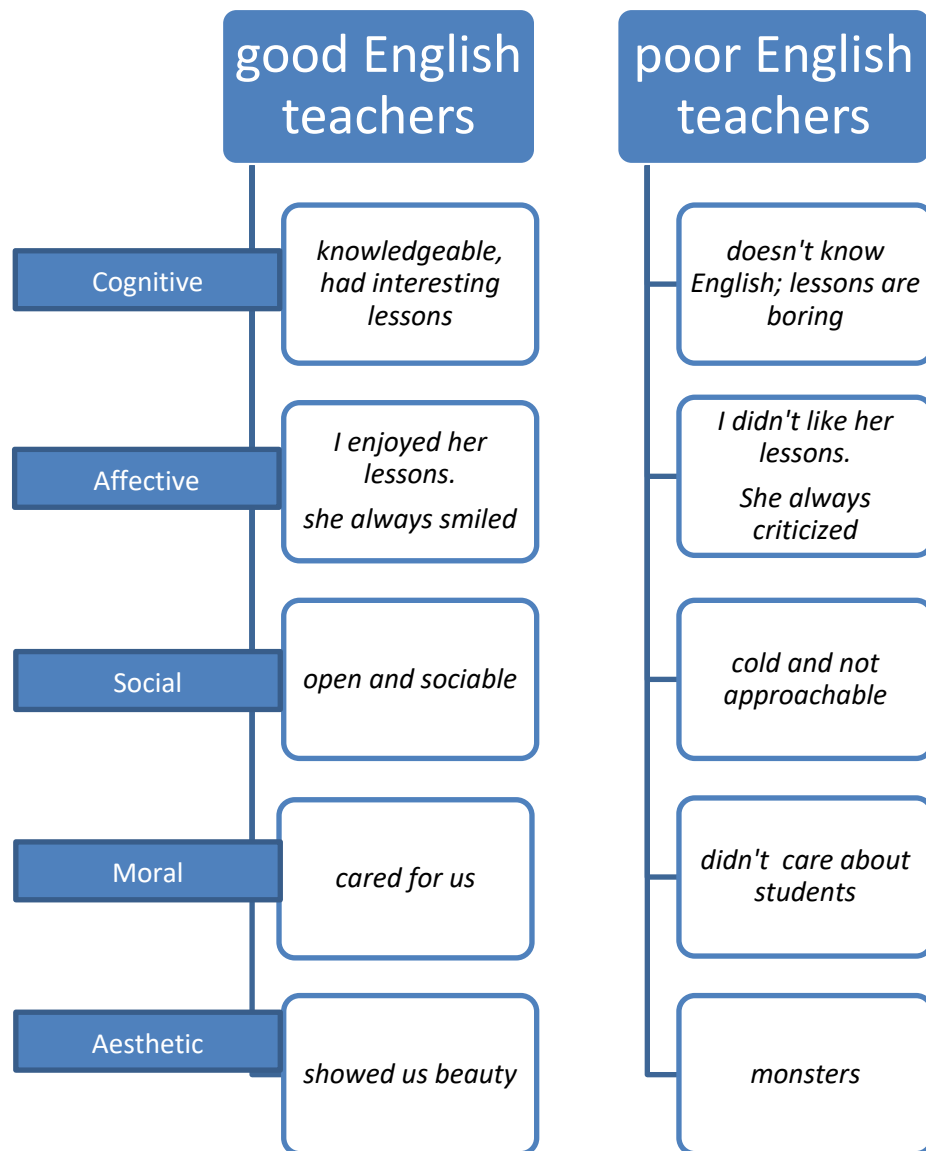 good English
teachers
poor English
teachers
Cognitive
knowledgeable,
had interesting
lessons
doesn't know
English; lessons are
boring
Affective
I enjoyed her
lessons.
she always smiled
I didn't like her
lessons.
She always
criticized
Social
open and sociable
cold and not
approachable
Moral
cared for us
didn't  care about
students
Aesthetic
showed us beauty
monsters